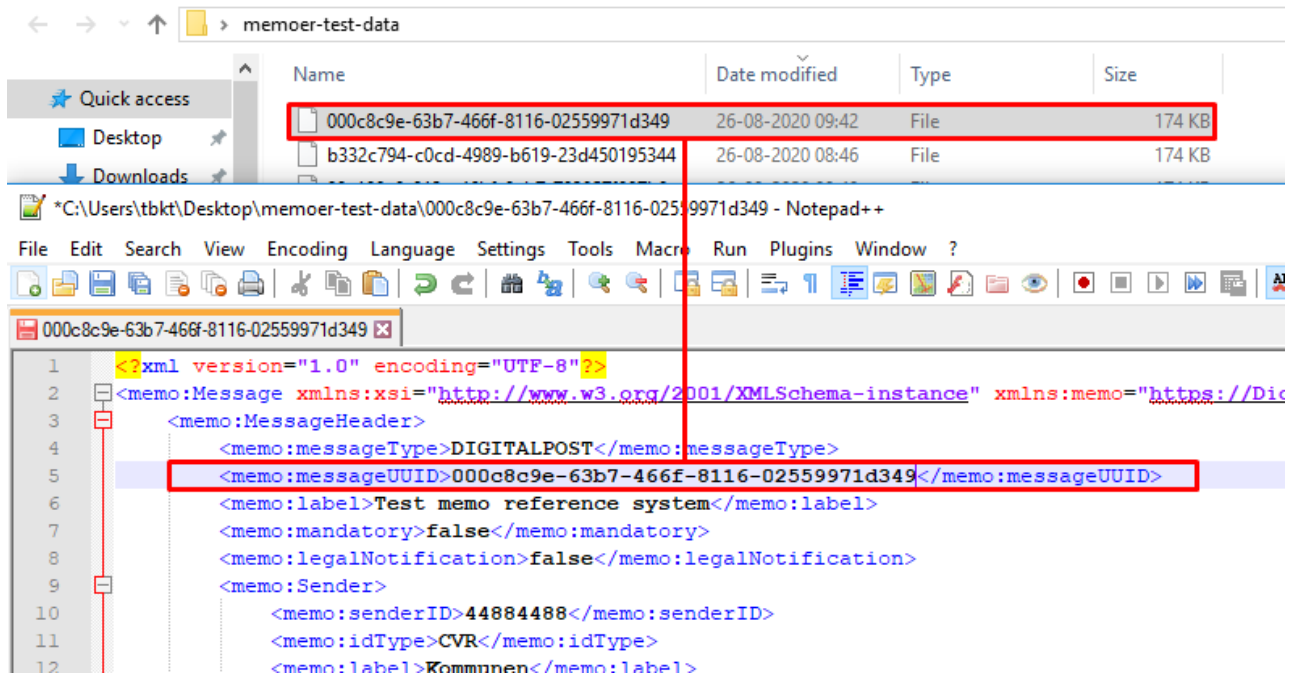 memoer-test-data
Name Date modified Type Size
Quick access
000c8c9e-63b7-466f-8116-02559971d349 26-08-2020 09:42 File 174 KB
Desktop
b332c794-c0cd-4989-b619-23d450195344 26-08-2020 08:46 File 174 KB
Downloads
*C:\Users\tbkt\Desktop\memoer-test-data\000c8c9e-63b7-466f-8116-02559971d349 - Notepad++
File Edit Search View Encoding Language Settings Tools Macro Run Plugins Window ?
000c8c9e-63b7-466f-8116-02559971d349
1 <?xml version="1.0" encoding="UTF-8"?>
2 <memo:Message xmlns:xsi="http://www.w3.org/2001/XMLSchema-instance" xmlns:memo="https://Dig
3 <memo:MessageHeader>
4 <memo:messageType>DIGITALPOST</memo:messageType>
5 <memo:messageUUID>000c8c9e-63b7-466f-8116-02559971d349</memo:messageUUID>
6 <memo:label>Test memo reference system</memo:label>
7 <memo:mandatory>false</memo:mandatory>
8 <memo:legalNotification>false</memo:legalNotification>
9 <memo:Sender>
10 <memo:senderID>44884488</memo:senderID>
11 <memo:idType>CVR</memo:idType>
12 <memo:label>Kommunen</memo:label>